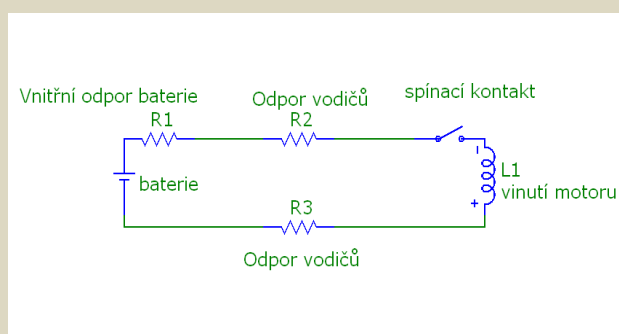 Vnitřní odpor baterie
R1
Odpor vodičů
R2
spínací kontakt
baterie
L1
vinutí motoru
R3
Odpor vodičů